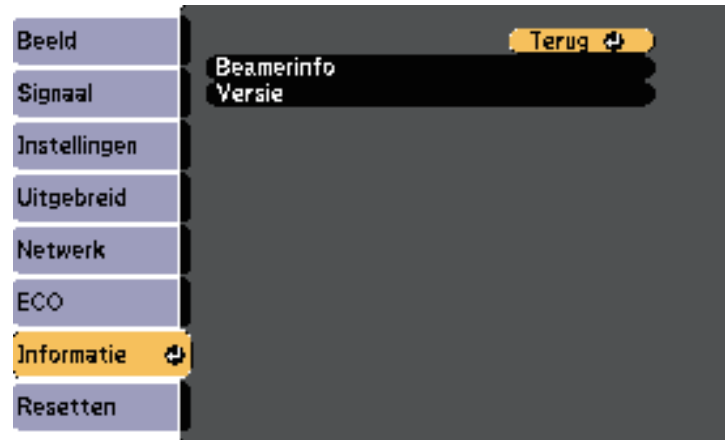 Beeld
Signaal
Instellingen
Uitgebreid
Netwerk
ECO
Informatie
Resetten
Terug
Beamerinfo
Versie